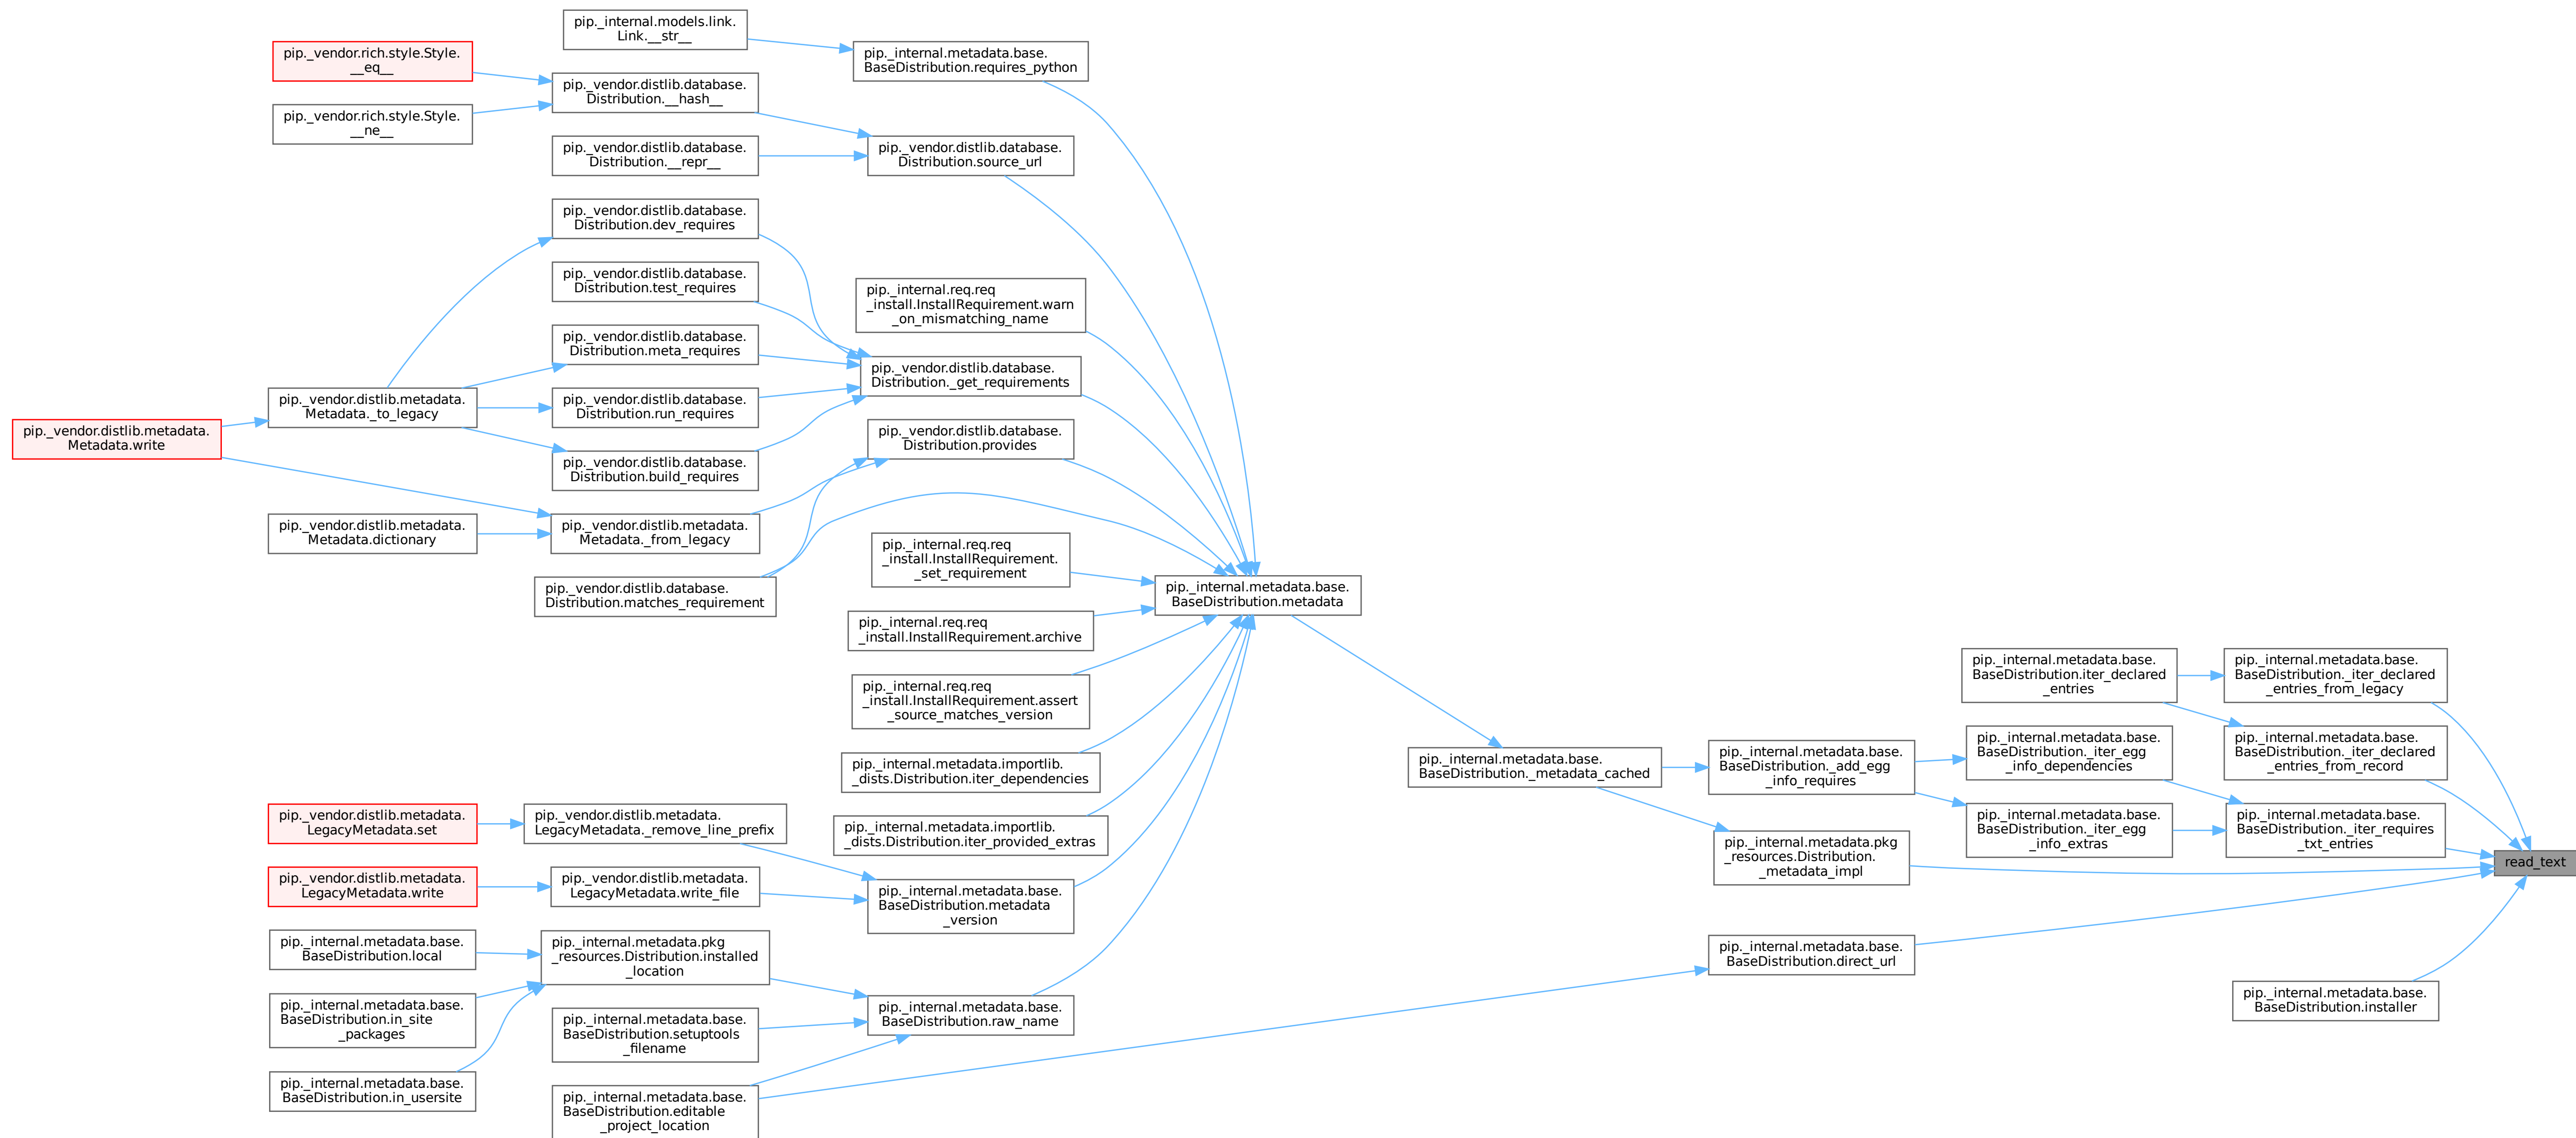 pip._internal.models.link.
Link.__str__
pip._vendor.rich.style.Style.
__eq__
pip._internal.metadata.base.
BaseDistribution.requires_python
pip._vendor.distlib.database.
Distribution.__hash__
pip._vendor.rich.style.Style.
__ne__
pip._vendor.distlib.database.
Distribution.__repr__
pip._vendor.distlib.database.
Distribution.source_url
pip._vendor.distlib.database.
Distribution.dev_requires
pip._vendor.distlib.database.
Distribution.test_requires
pip._internal.req.req
_install.InstallRequirement.warn
_on_mismatching_name
pip._vendor.distlib.database.
Distribution.meta_requires
pip._vendor.distlib.database.
Distribution._get_requirements
pip._vendor.distlib.metadata.
Metadata._to_legacy
pip._vendor.distlib.database.
Distribution.run_requires
pip._vendor.distlib.metadata.
Metadata.write
pip._vendor.distlib.database.
Distribution.provides
pip._vendor.distlib.database.
Distribution.build_requires
pip._vendor.distlib.metadata.
Metadata.dictionary
pip._vendor.distlib.metadata.
Metadata._from_legacy
pip._internal.req.req
_install.InstallRequirement.
_set_requirement
pip._vendor.distlib.database.
Distribution.matches_requirement
pip._internal.metadata.base.
BaseDistribution.metadata
pip._internal.req.req
_install.InstallRequirement.archive
pip._internal.req.req
_install.InstallRequirement.assert
_source_matches_version
pip._internal.metadata.base.
BaseDistribution.iter_declared
_entries
pip._internal.metadata.base.
BaseDistribution._iter_declared
_entries_from_legacy
pip._internal.metadata.importlib.
_dists.Distribution.iter_dependencies
pip._internal.metadata.base.
BaseDistribution._metadata_cached
pip._internal.metadata.base.
BaseDistribution._add_egg
_info_requires
pip._internal.metadata.base.
BaseDistribution._iter_egg
_info_dependencies
pip._internal.metadata.base.
BaseDistribution._iter_declared
_entries_from_record
pip._vendor.distlib.metadata.
LegacyMetadata.set
pip._vendor.distlib.metadata.
LegacyMetadata._remove_line_prefix
pip._internal.metadata.importlib.
_dists.Distribution.iter_provided_extras
pip._internal.metadata.pkg
_resources.Distribution.
_metadata_impl
pip._internal.metadata.base.
BaseDistribution._iter_egg
_info_extras
pip._internal.metadata.base.
BaseDistribution._iter_requires
_txt_entries
read_text
pip._vendor.distlib.metadata.
LegacyMetadata.write
pip._vendor.distlib.metadata.
LegacyMetadata.write_file
pip._internal.metadata.base.
BaseDistribution.metadata
_version
pip._internal.metadata.base.
BaseDistribution.local
pip._internal.metadata.pkg
_resources.Distribution.installed
_location
pip._internal.metadata.base.
BaseDistribution.direct_url
pip._internal.metadata.base.
BaseDistribution.installer
pip._internal.metadata.base.
BaseDistribution.in_site
_packages
pip._internal.metadata.base.
BaseDistribution.setuptools
_filename
pip._internal.metadata.base.
BaseDistribution.raw_name
pip._internal.metadata.base.
BaseDistribution.in_usersite
pip._internal.metadata.base.
BaseDistribution.editable
_project_location